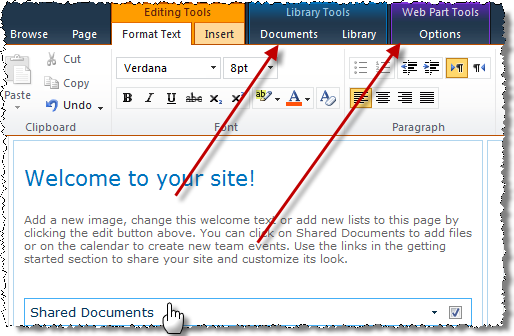 Editing Tools Library Tools Web Part Tools
Browse Page Format Text Insert Documents Library Options
Cut
Copy
Undo
Paste
Verdana 8pt
B I U abc x₂ x² aby A A
Clipboard Font Paragraph
Welcome to your site!
Add a new image, change this welcome text or add new lists to this page by
clicking the edit button above. You can click on Shared Documents to add files
or on the calendar to create new team events. Use the links in the getting
started section to share your site and customize its look.
Shared Documents